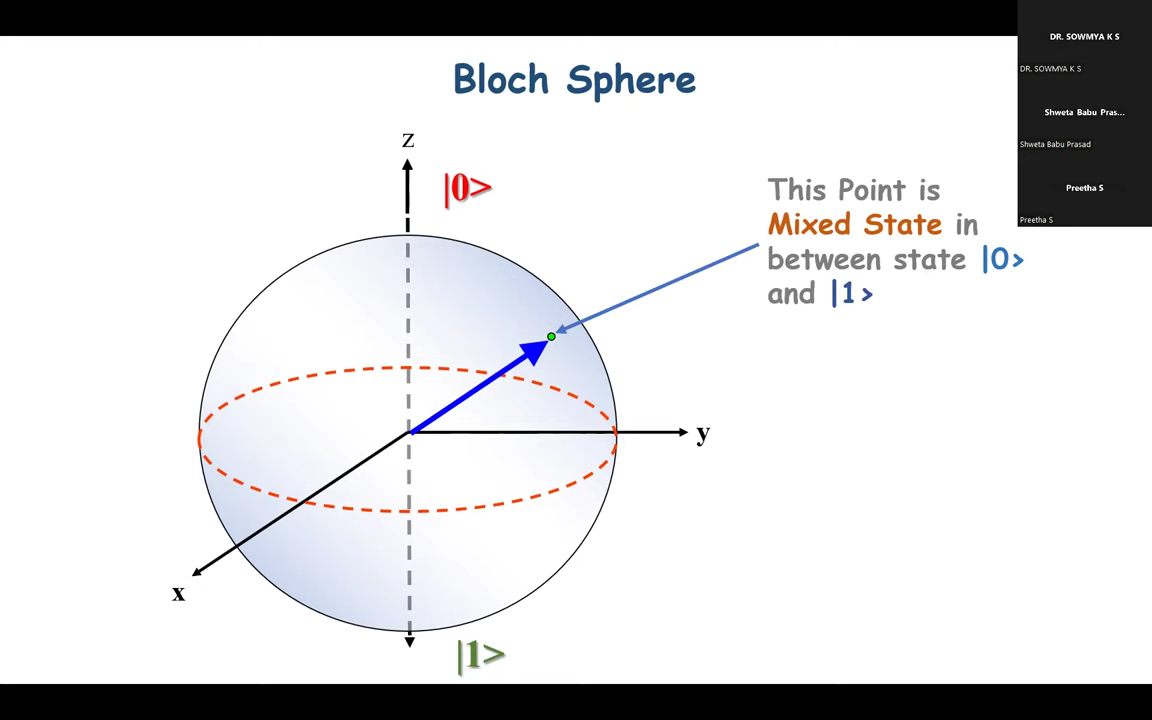 Bloch Sphere
DR. SOWMYA K S
DR. SOWMYA K S
Shweta Babu Pras...
Shweta Babu Prasad
Preetha S
Preetha S
z
|0>
This Point is
Mixed State in
between state |0>
and |1>
y
x
|1>